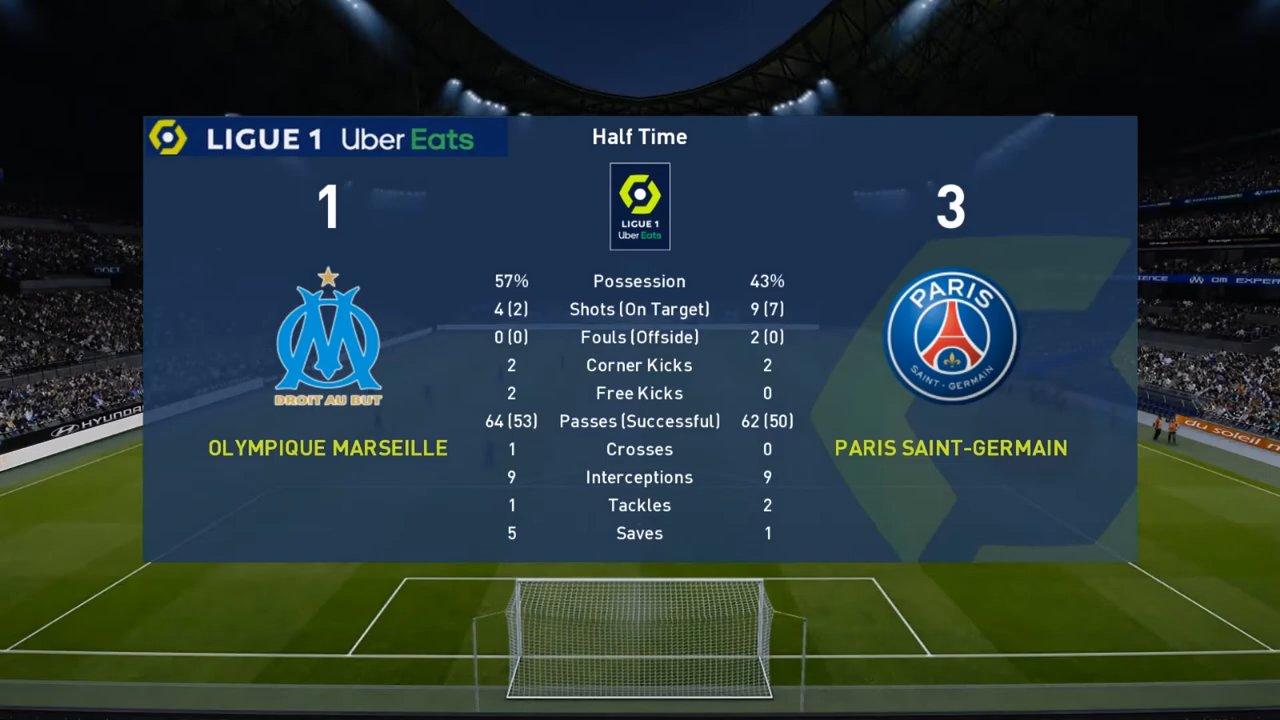 LIGUE 1 Uber Eats
Half Time
1
3
LIGUE 1
Uber Eats
57% Possession 43%
4 (2) Shots (On Target) 9 (7)
0 (0) Fouls (Offside) 2 (0)
2 Corner Kicks 2
2 Free Kicks 0
64 (53) Passes (Successful) 62 (50)
1 Crosses 0
9 Interceptions 9
1 Tackles 2
5 Saves 1
DROIT AU BUT
OLYMPIQUE MARSEILLE
PARIS
SAINT-GERMAIN
PARIS SAINT-GERMAIN
HYUNDAI
du soleil